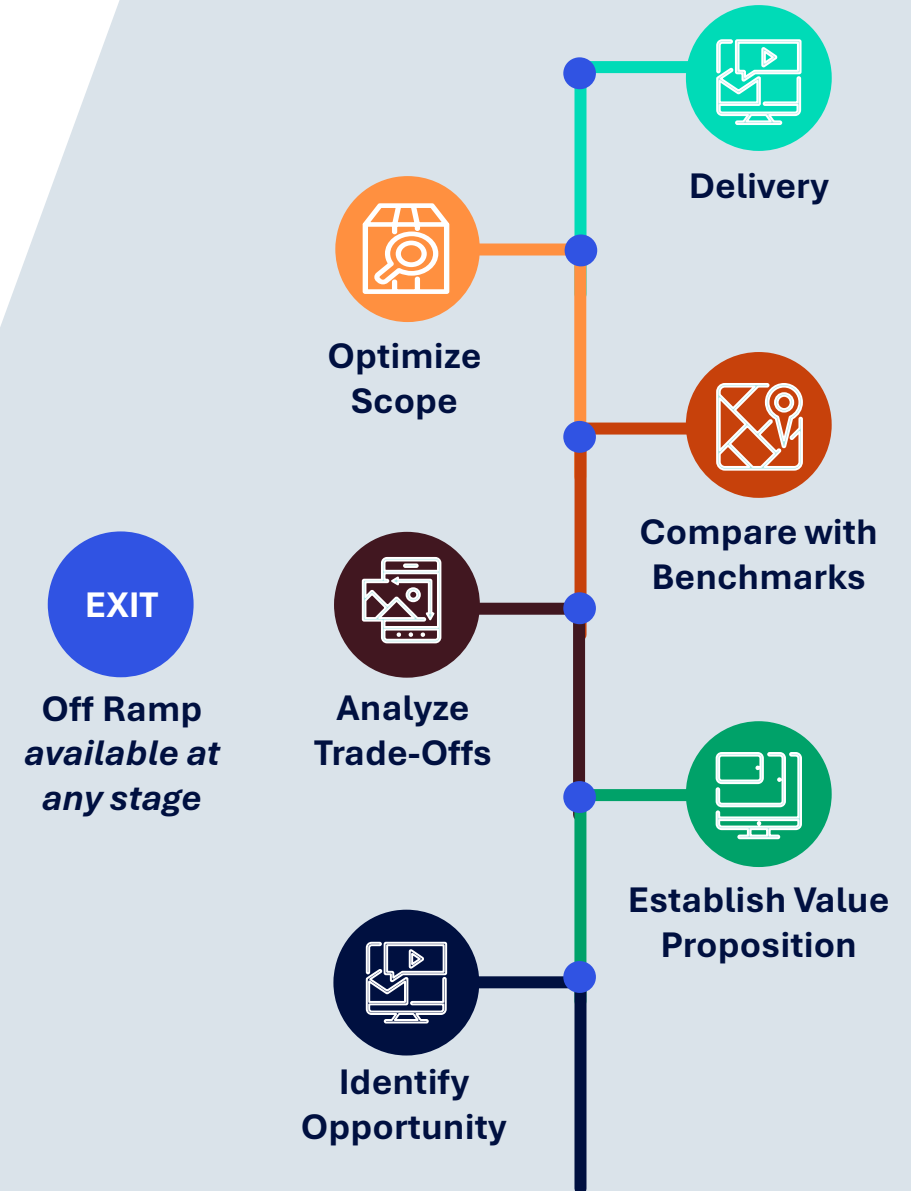 Delivery
Optimize
Scope
Compare with
Benchmarks
EXIT
Off Ramp
available at
any stage
Analyze
Trade-Offs
Establish Value
Proposition
Identify
Opportunity